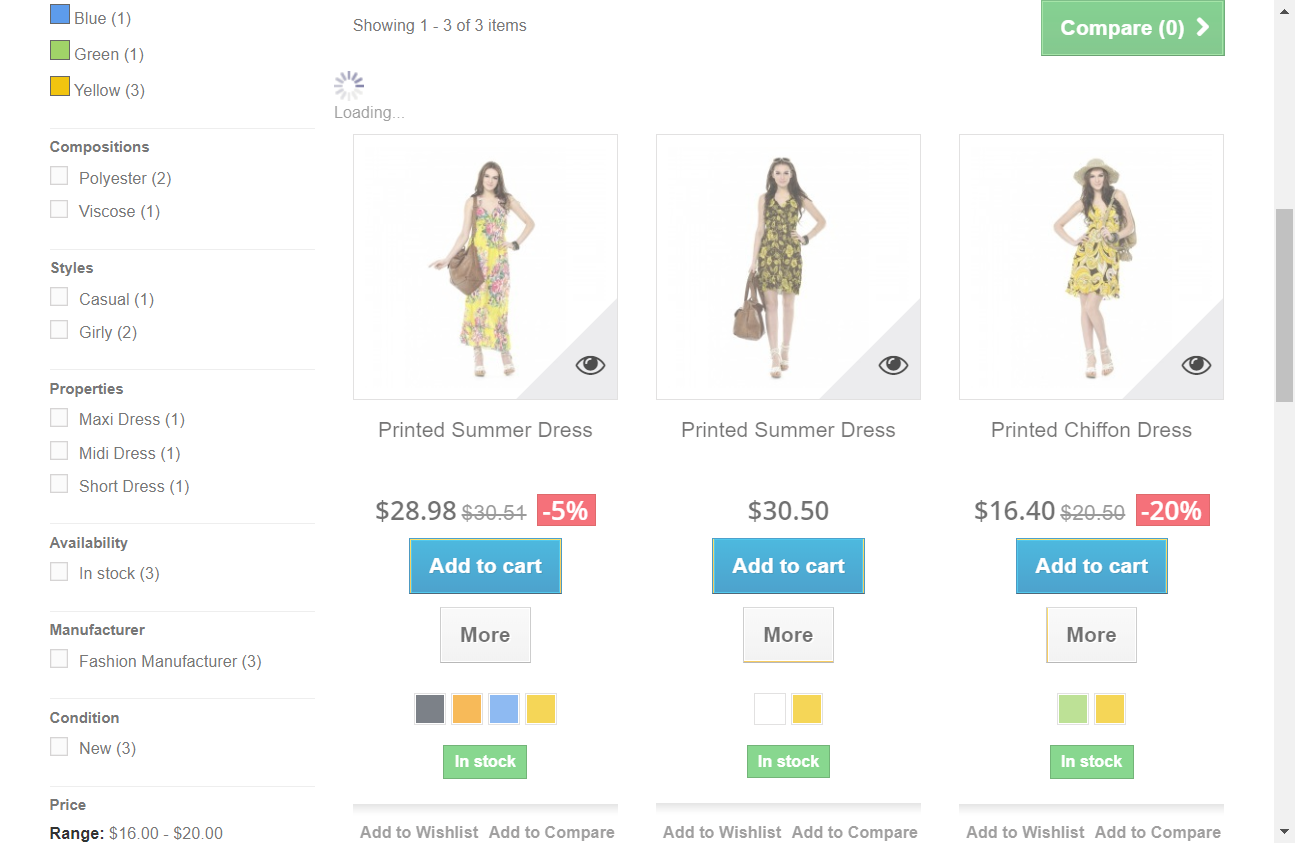 Blue (1)
Green (1)
Yellow (3)
Compositions
Polyester (2)
Viscose (1)
Styles
Casual (1)
Girly (2)
Properties
Maxi Dress (1)
Midi Dress (1)
Short Dress (1)
Availability
In stock (3)
Manufacturer
Fashion Manufacturer (3)
Condition
New (3)
Price
Range: $16.00 - $20.00
Showing 1 - 3 of 3 items
Compare (0)
Loading...
Printed Summer Dress
$28.98 $30.51 -5%
Add to cart
More
In stock
Add to Wishlist Add to Compare
Printed Summer Dress
$30.50
Add to cart
More
In stock
Add to Wishlist Add to Compare
Printed Chiffon Dress
$16.40 $20.50 -20%
Add to cart
More
In stock
Add to Wishlist Add to Compare